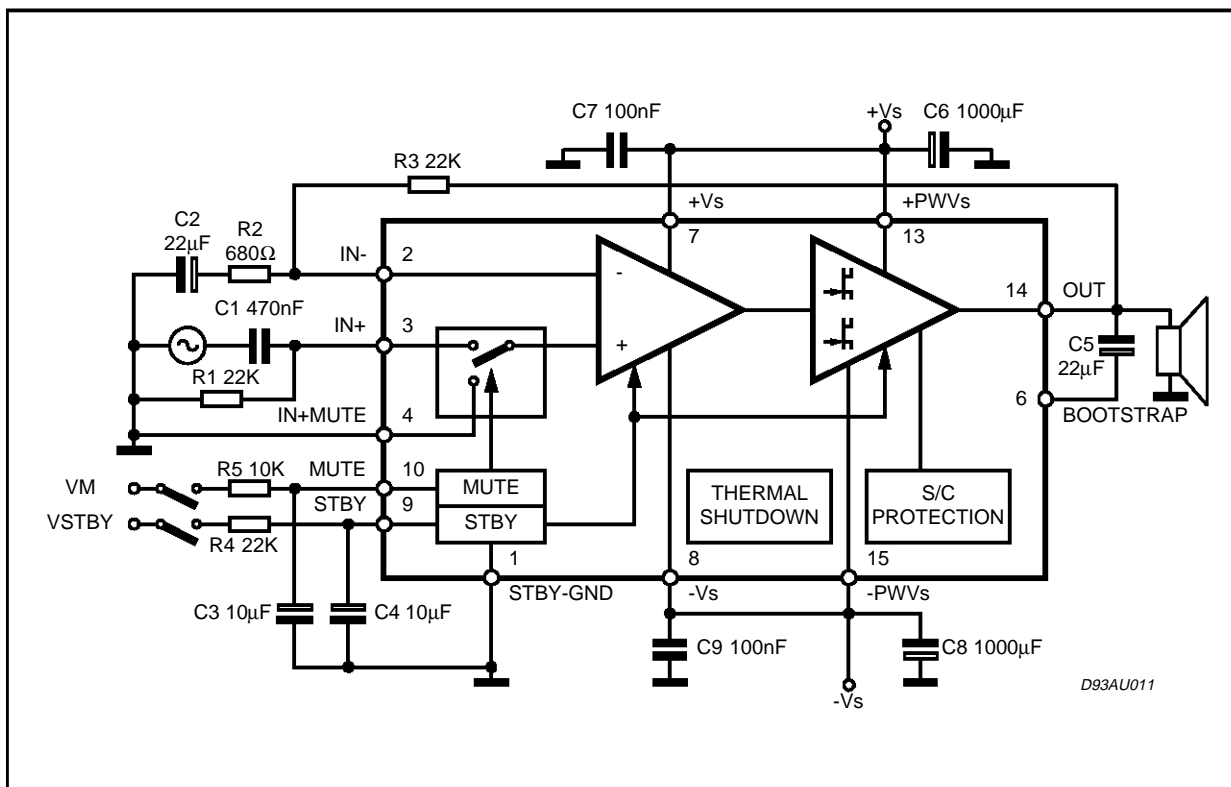 C7 100nF
+Vs
C6 1000µF
R3 22K
+Vs
+PWVs
C2
22µF
R2
680Ω
IN-
2
7
13
-
C1 470nF
IN+
3
14
OUT
+
R1 22K
C5
22µF
IN+MUTE
4
6
BOOTSTRAP
VM
R5 10K
MUTE
10
MUTE
THERMAL
SHUTDOWN
S/C
PROTECTION
VSTBY
R4 22K
STBY
9
STBY
1
8
15
STBY-GND
-Vs
-PWVs
C3 10µF
C4 10µF
C9 100nF
C8 1000µF
-Vs
D93AU011